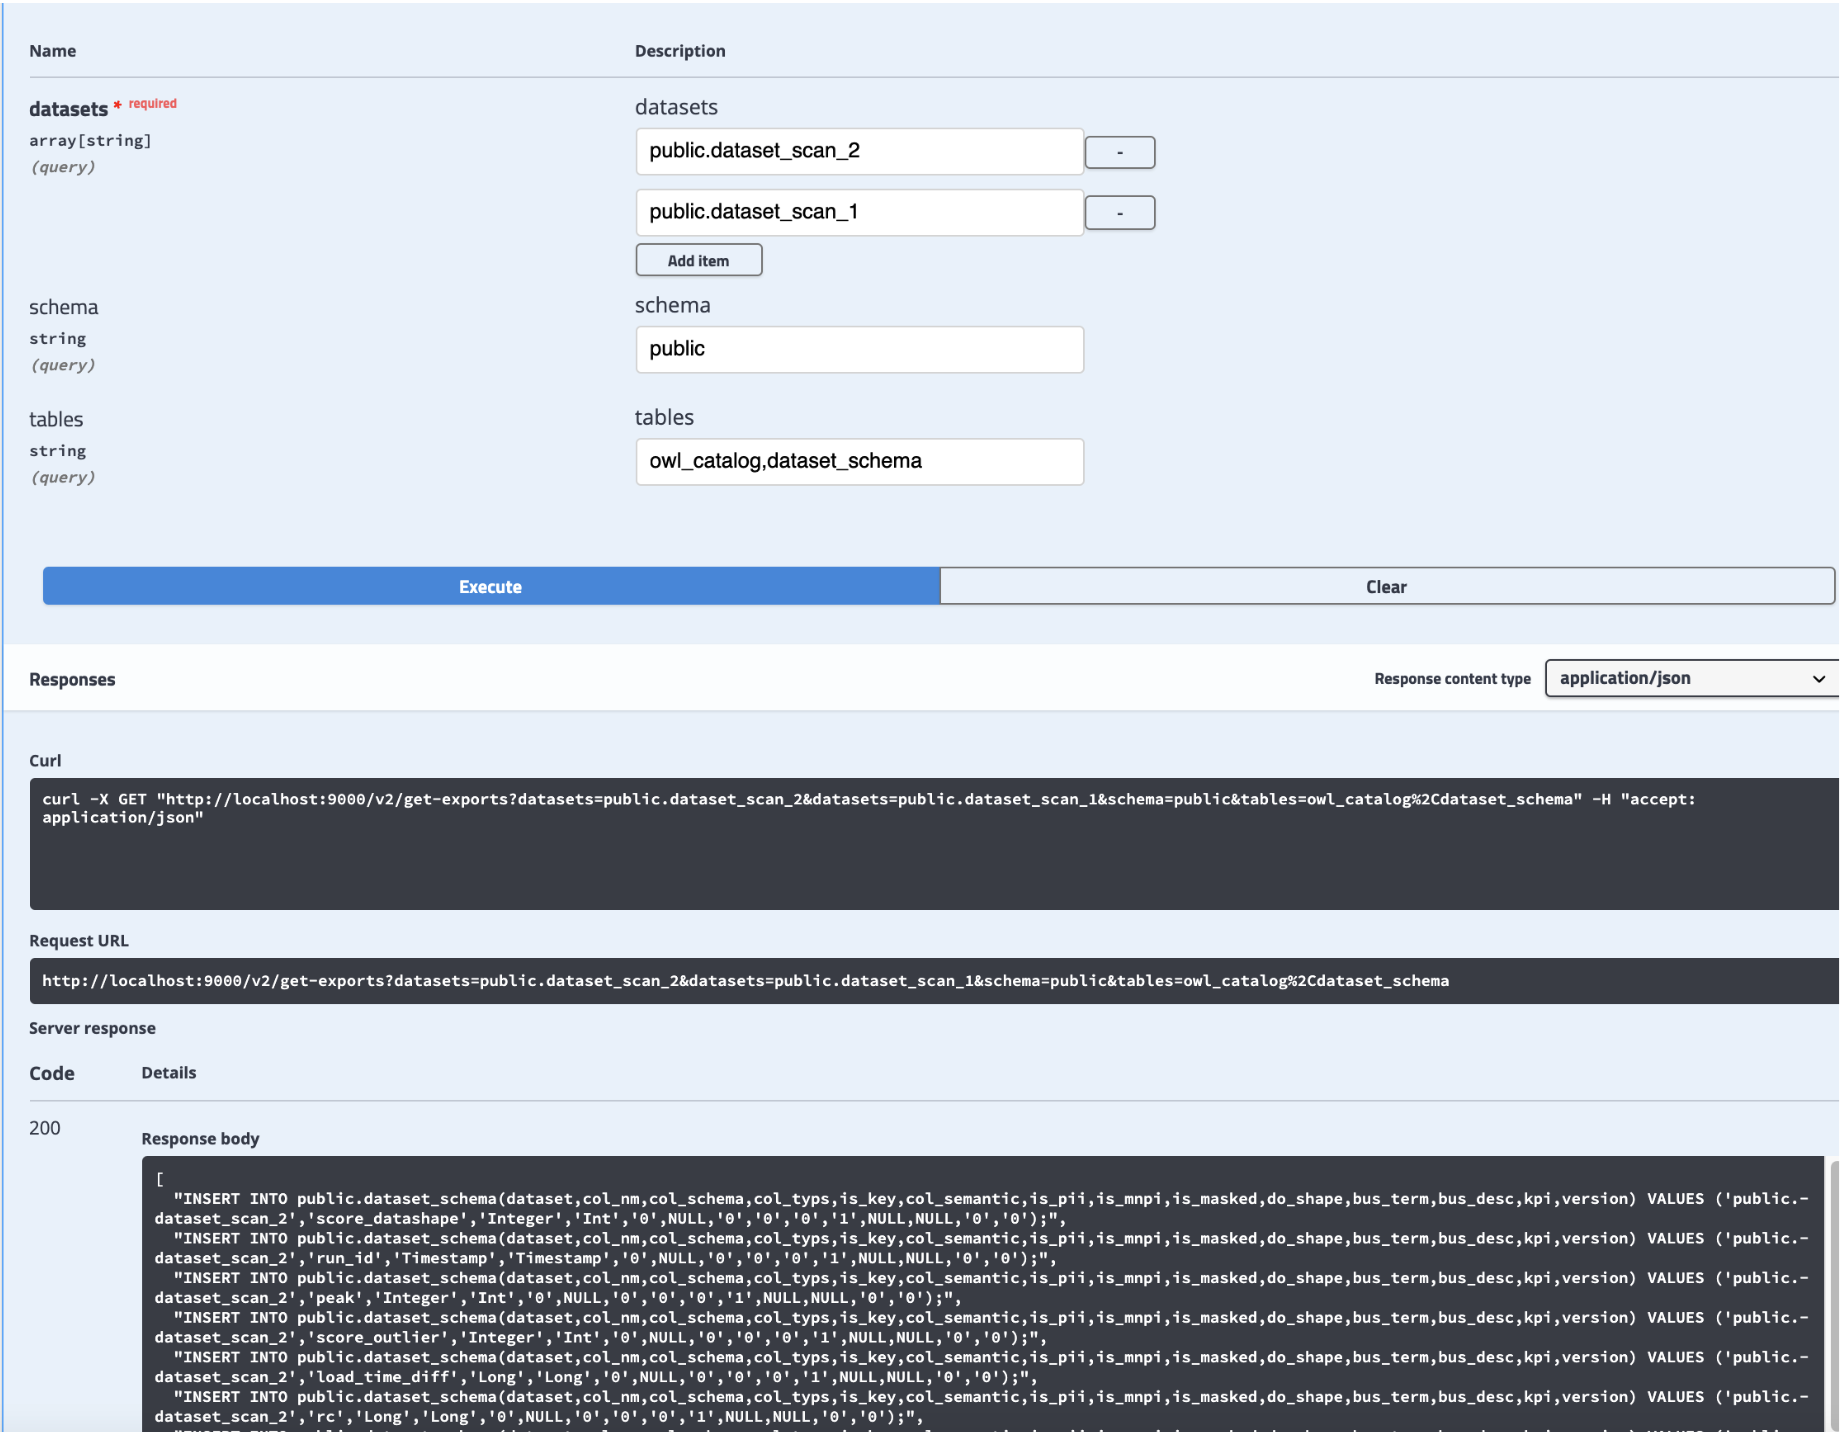 Name Description
datasets * required datasets
array[string] public.dataset_scan_2 -
(query)
public.dataset_scan_1 -
Add item
schema schema
string public
(query)
tables tables
string owl_catalog,dataset_schema
(query)
Execute Clear
Responses Response content type application/json
Curl
curl -X GET "http://localhost:9000/v2/get-exports?datasets=public.dataset_scan_2&datasets=public.dataset_scan_1&schema=public&tables=owl_catalog%2Cdataset_schema" -H "accept:
application/json"
Request URL
http://localhost:9000/v2/get-exports?datasets=public.dataset_scan_2&datasets=public.dataset_scan_1&schema=public&tables=owl_catalog%2Cdataset_schema
Server response
Code Details
200
Response body
[
"INSERT INTO public.dataset_schema(dataset,col_nm,col_schema,col_typs,is_key,col_semantic,is_pii,is_mnpi,is_masked,do_shape,bus_term,bus_desc,kpi,version) VALUES ('public.-
dataset_scan_2','score_datashape','Integer','Int','0',NULL,'0','0','0','1',NULL,NULL,'0','0');",
"INSERT INTO public.dataset_schema(dataset,col_nm,col_schema,col_typs,is_key,col_semantic,is_pii,is_mnpi,is_masked,do_shape,bus_term,bus_desc,kpi,version) VALUES ('public.-
dataset_scan_2','run_id','Timestamp','Timestamp','0',NULL,'0','0','0','1',NULL,NULL,'0','0');",
"INSERT INTO public.dataset_schema(dataset,col_nm,col_schema,col_typs,is_key,col_semantic,is_pii,is_mnpi,is_masked,do_shape,bus_term,bus_desc,kpi,version) VALUES ('public.-
dataset_scan_2','peak','Integer','Int','0',NULL,'0','0','0','1',NULL,NULL,'0','0');",
"INSERT INTO public.dataset_schema(dataset,col_nm,col_schema,col_typs,is_key,col_semantic,is_pii,is_mnpi,is_masked,do_shape,bus_term,bus_desc,kpi,version) VALUES ('public.-
dataset_scan_2','score_outlier','Integer','Int','0',NULL,'0','0','0','1',NULL,NULL,'0','0');",
"INSERT INTO public.dataset_schema(dataset,col_nm,col_schema,col_typs,is_key,col_semantic,is_pii,is_mnpi,is_masked,do_shape,bus_term,bus_desc,kpi,version) VALUES ('public.-
dataset_scan_2','load_time_diff','Long','Long','0',NULL,'0','0','0','1',NULL,NULL,'0','0');",
"INSERT INTO public.dataset_schema(dataset,col_nm,col_schema,col_typs,is_key,col_semantic,is_pii,is_mnpi,is_masked,do_shape,bus_term,bus_desc,kpi,version) VALUES ('public.-
dataset_scan_2','rc','Long','Long','0',NULL,'0','0','0','1',NULL,NULL,'0','0');",